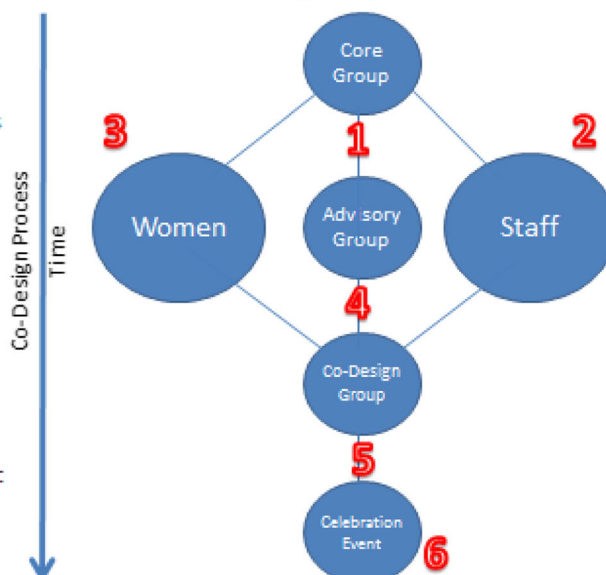 Core
Group
3
1
2
Women
Advisory
Group
Staff
4
Co-Design
Group
5
Celebration
Event
6
Co-Design Process
Time